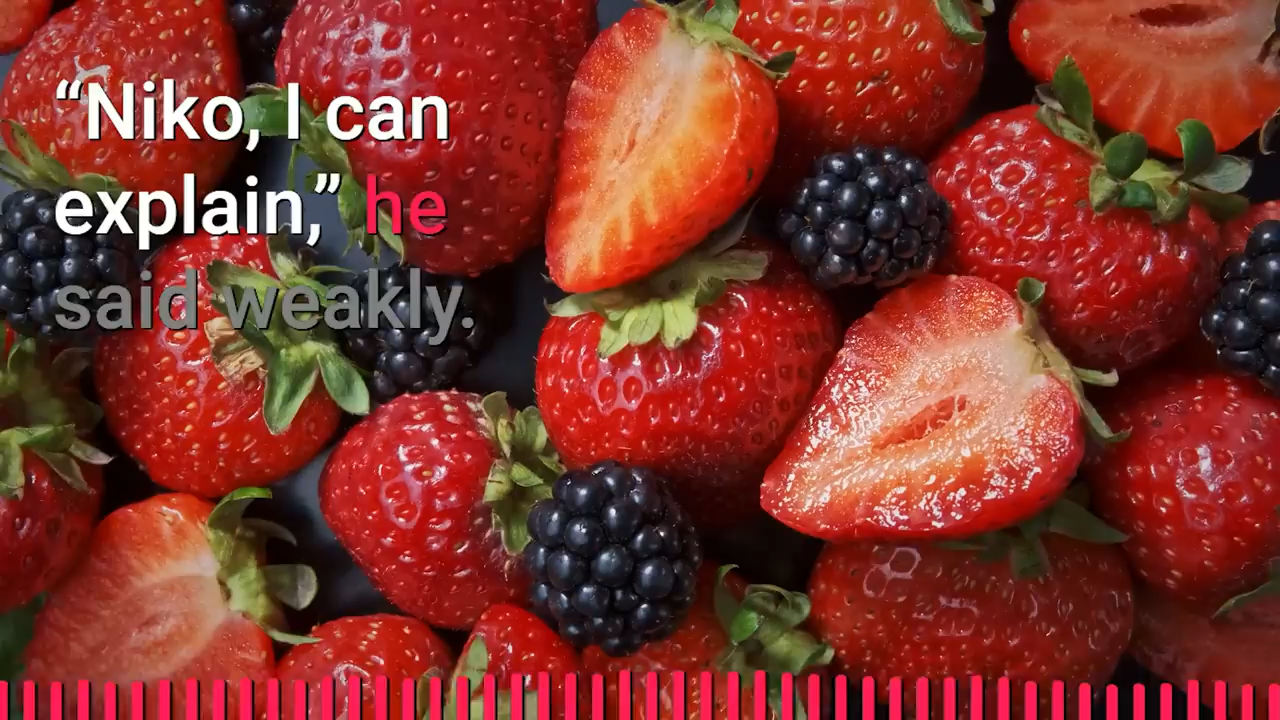 “Niko, I can
explain,” he
said weakly.